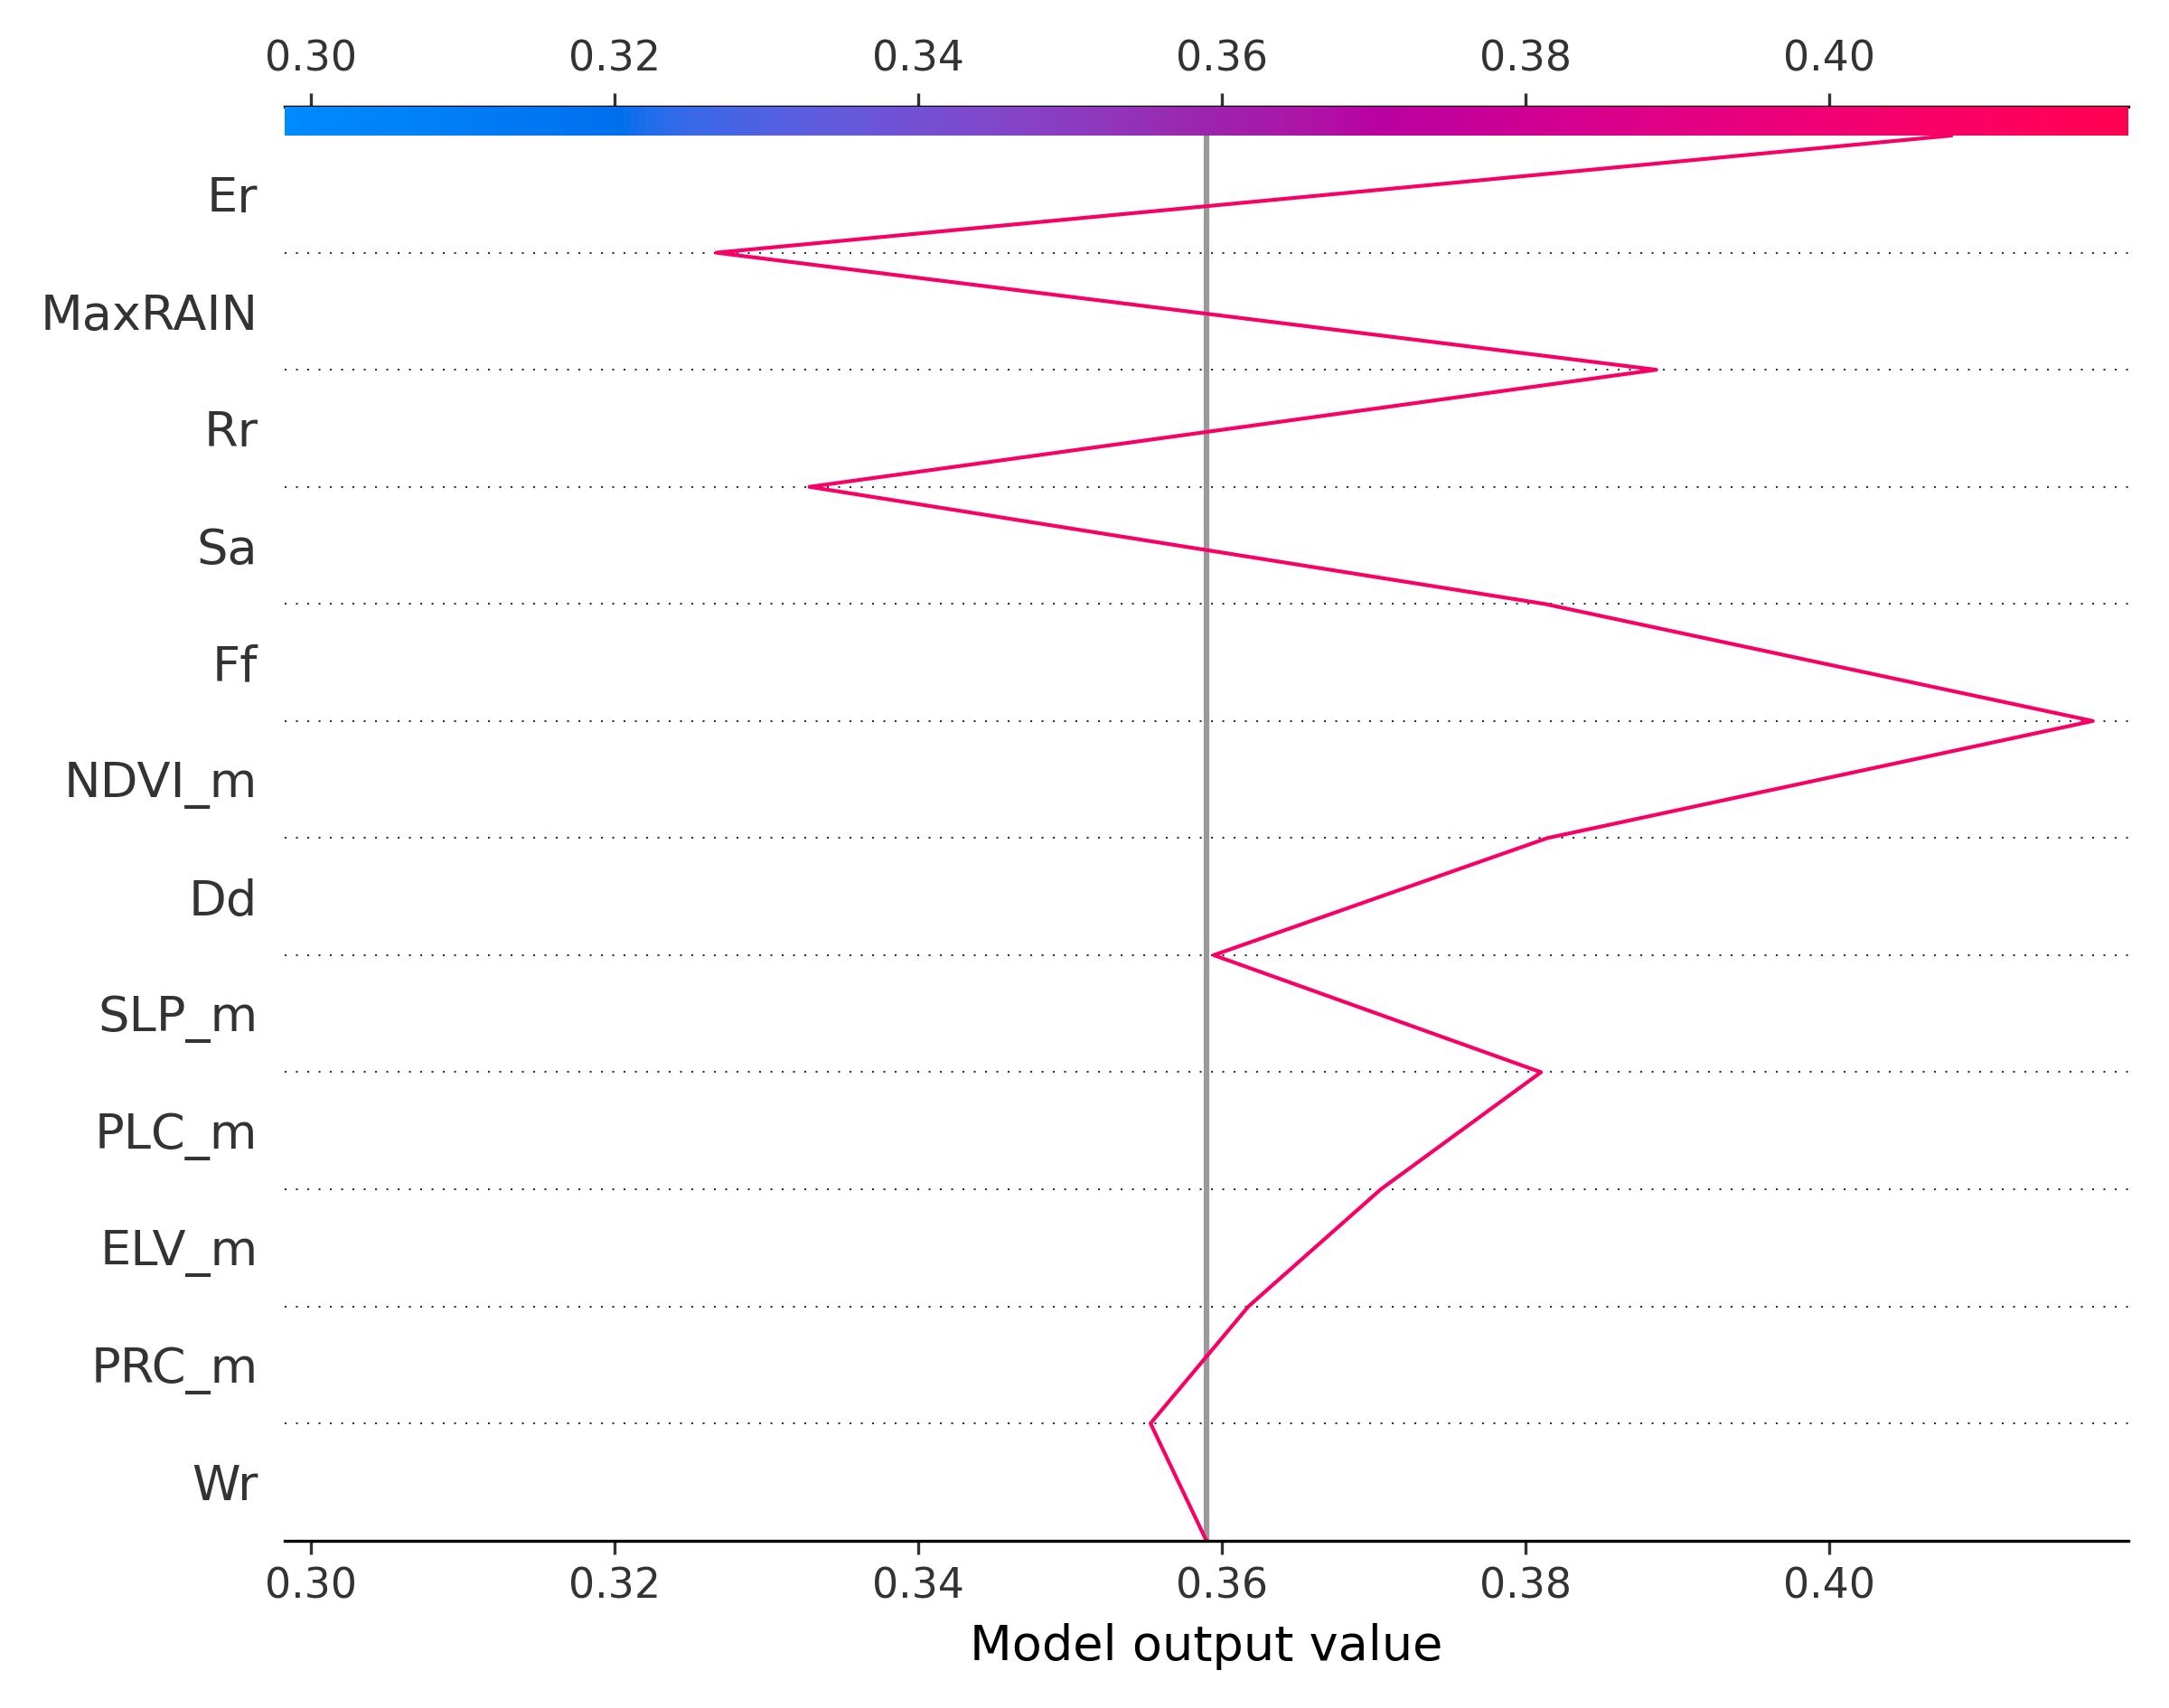 0.30 0.32 0.34 0.36 0.38 0.40
Er
MaxRAIN
Rr
Sa
Ff
NDVI_m
Dd
SLP_m
PLC_m
ELV_m
PRC_m
Wr
0.30 0.32 0.34 0.36 0.38 0.40
Model output value